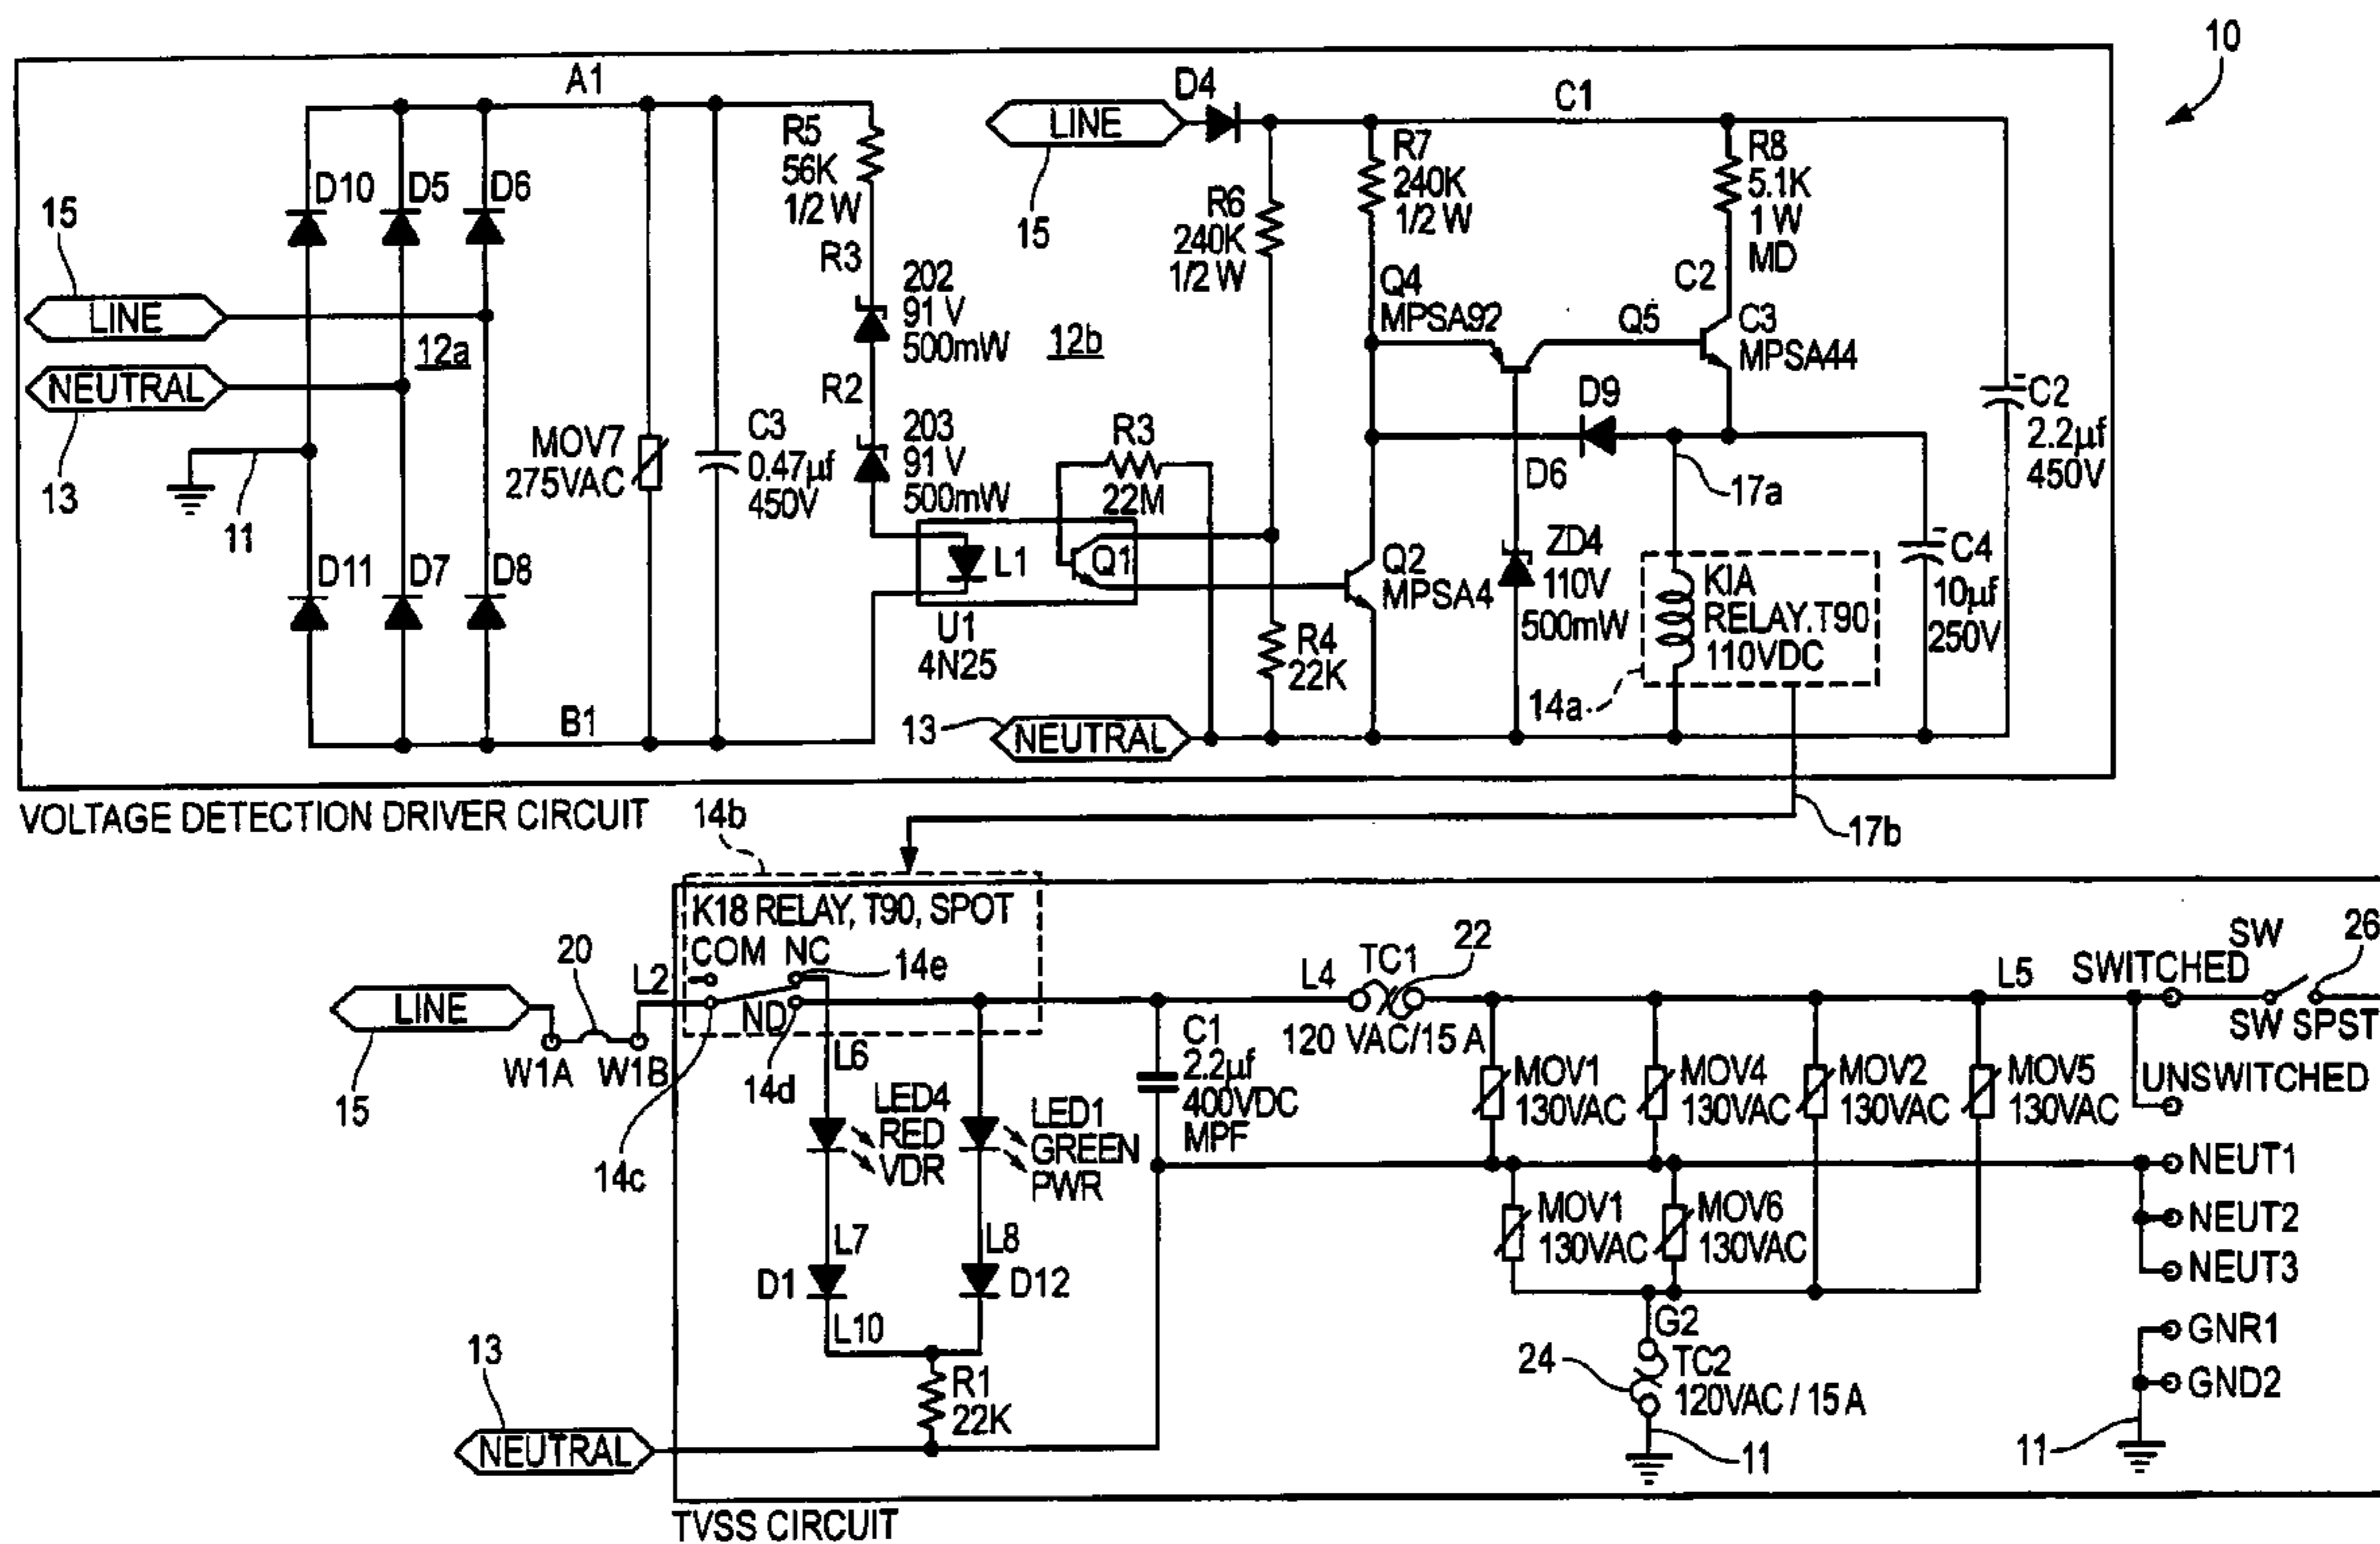 10
A1
LINE
15
D4
C1
R5
56K
1/2 W
R7
240K
1/2 W
R8
5.1K
1 W
MD
D10
D5
D6
15
LINE
12a
NEUTRAL
13
11
R6
240K
1/2 W
R3
202
91 V
500mW
12b
Q4
MPSA92
Q5
C2
C3
MPSA44
R2
203
91 V
500mW
MOV7
275VAC
C3
0.47µf
450V
R3
22M
D9
D6
17a
C2
2.2µf
450V
D11
D7
D8
L1
Q1
U1
4N25
Q2
MPSA4
ZD4
110V
500mW
KIA
RELAY.T90
110VDC
C4
10µf
250V
R4
22K
14a
B1
13
NEUTRAL
VOLTAGE DETECTION DRIVER CIRCUIT
14b
17b
K18 RELAY, T90, SPOT
COM NC
14e
ND
14d
14c
LINE
15
20
W1A W1B
L2
L6
LED4
RED
VDR
LED1
GREEN
PWR
C1
2.2µf
400VDC
MPF
L4
TC1
22
120 VAC/15 A
L5
SWITCHED
SW
26
SW SPST
UNSWITCHED
MOV1
130VAC
MOV4
130VAC
MOV2
130VAC
MOV5
130VAC
NEUT1
NEUT2
NEUT3
MOV1
130VAC
MOV6
130VAC
L7
D1
L8
D12
L10
R1
22K
13
NEUTRAL
G2
24
TC2
120VAC / 15 A
11
GNR1
GND2
11
TVSS CIRCUIT